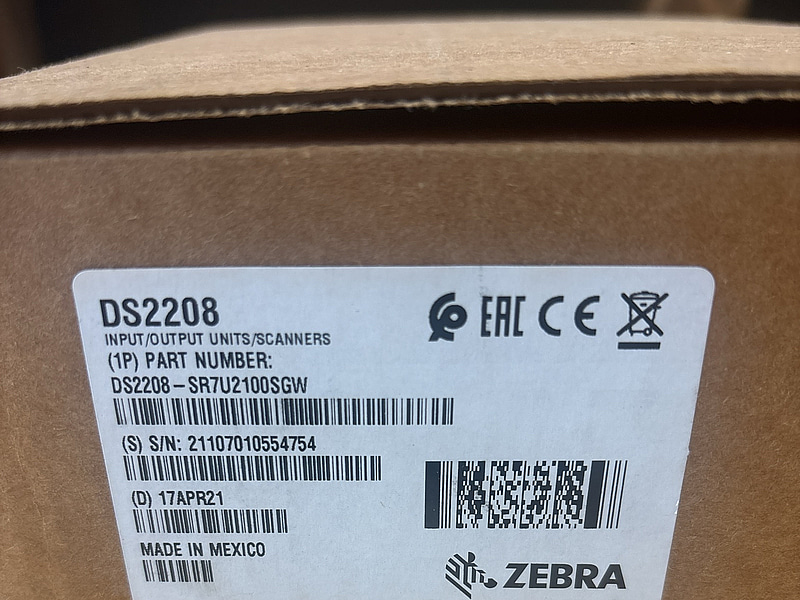 DS2208
INPUT/OUTPUT UNITS/SCANNERS
(1P) PART NUMBER:
DS2208-SR7U2100SGW
(S) S/N: 21107010554754
(D) 17APR21
MADE IN MEXICO
EAC CE
ZEBRA